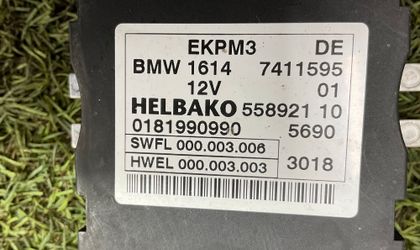 EKPM3 DE
BMW 1614 7411595
12V 01
HELBAKO 558921 10
0181990990 5690
SWFL 000.003.006
HWEL 000.003.003 3018